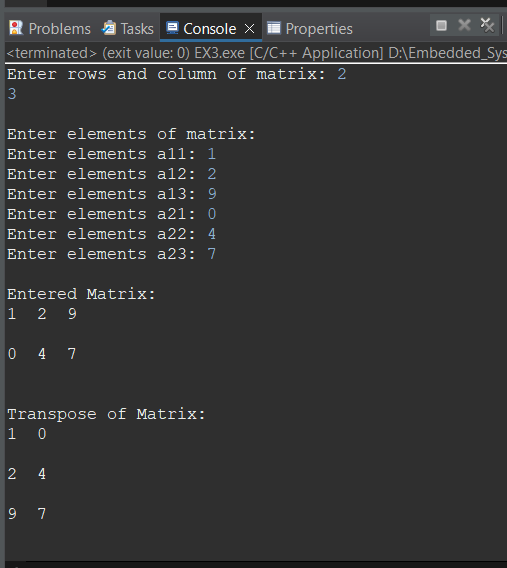 Problems Tasks Console Properties
<terminated> (exit value: 0) EX3.exe [C/C++ Application] D:\Embedded_Sys
Enter rows and column of matrix: 2
3
Enter elements of matrix:
Enter elements a11: 1
Enter elements a12: 2
Enter elements a13: 9
Enter elements a21: 0
Enter elements a22: 4
Enter elements a23: 7
Entered Matrix:
1 2 9
0 4 7
Transpose of Matrix:
1 0
2 4
9 7